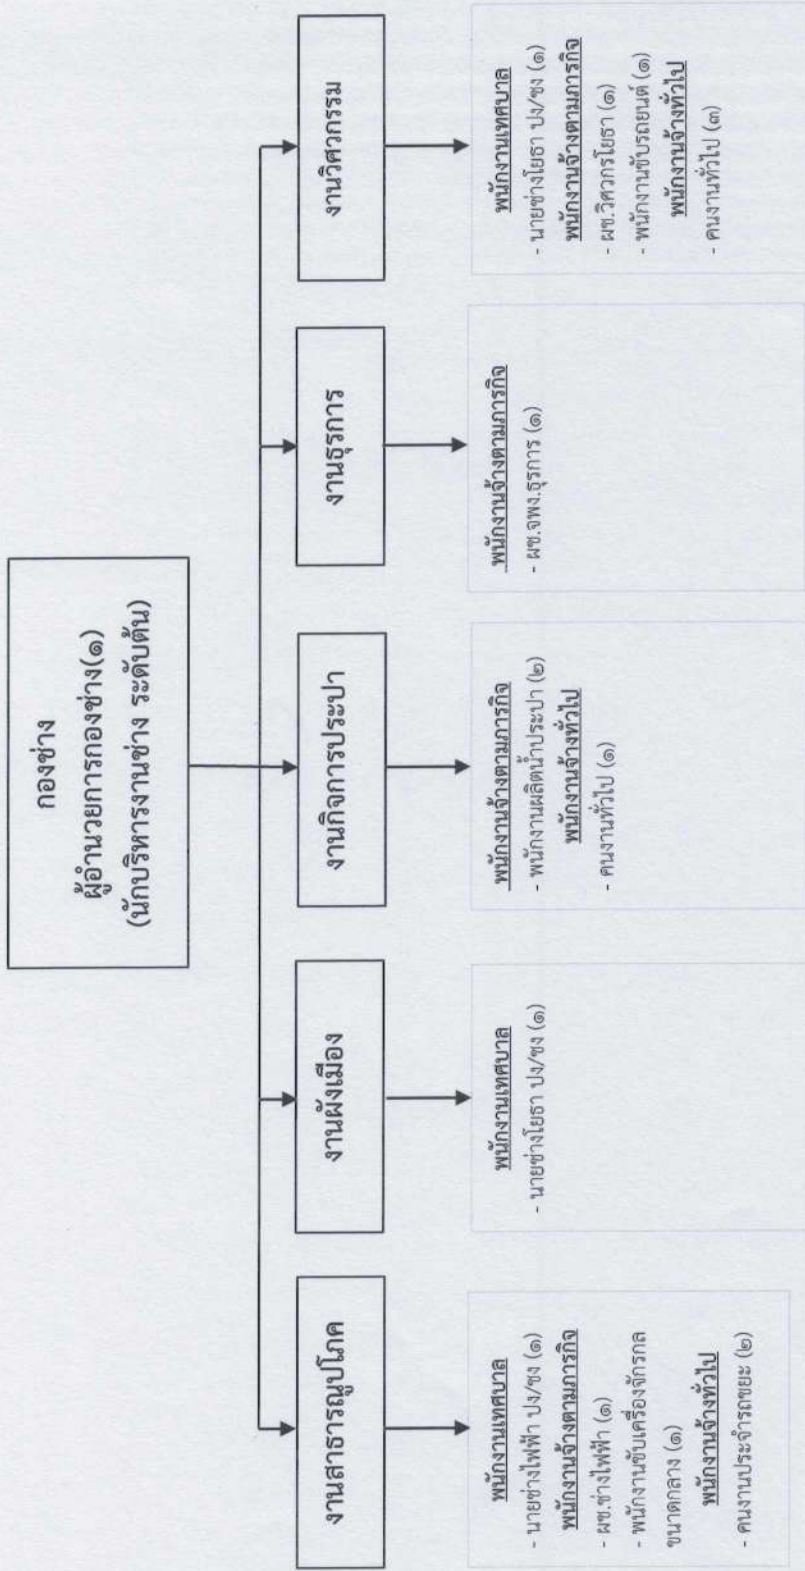 กองช่าง
ผู้อำนวยการกองช่าง(๑)
(นักบริหารงานช่าง ระดับต้น)
งานสาธารณูปโภค
พนักงานเทศบาล
- นายช่างไฟฟ้า ปง/ชง (๑)
พนักงานจ้างตามภารกิจ
- ผช.ช่างไฟฟ้า (๑)
- พนักงานขับเครื่องจักรกล
ขนาดกลาง (๑)
พนักงานจ้างทั่วไป
- คนงานประจำรถขยะ (๒)
งานผังเมือง
พนักงานเทศบาล
- นายช่างโยธา ปง/ชง (๑)
งานกิจการประปา
พนักงานจ้างตามภารกิจ
- พนักงานผลิตน้ำประปา (๒)
พนักงานจ้างทั่วไป
- คนงานทั่วไป (๑)
งานธุรการ
พนักงานจ้างตามภารกิจ
- ผช.จพง.ธุรการ (๑)
งานวิศวกรรม
พนักงานเทศบาล
- นายช่างโยธา ปง/ชง (๑)
พนักงานจ้างตามภารกิจ
- ผช.วิศวกรโยธา (๑)
- พนักงานขับรถยนต์ (๑)
พนักงานจ้างทั่วไป
- คนงานทั่วไป (๓)